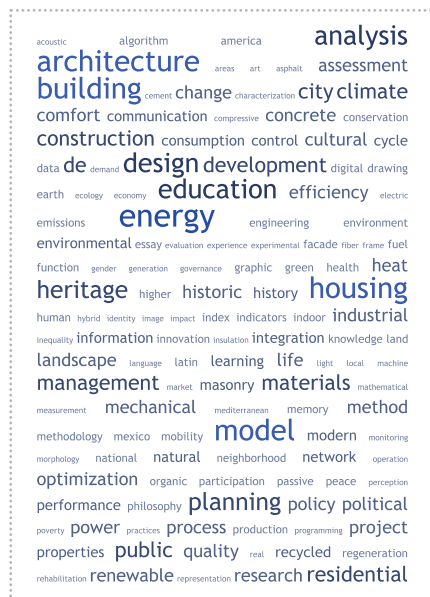 acoustic algorithm america analysis
architecture areas art asphalt assessment
building cement change characterization city climate
comfort communication compressive concrete conservation
construction consumption control cultural cycle
data de demand design development digital drawing
earth ecology economy education efficiency electric
emissions energy engineering environment
environmental essay evaluation experience experimental facade fiber frame fuel
function gender generation governance graphic green health heat
heritage higher historic history housing
human hybrid identity image impact index indicators indoor industrial
inequality information innovation insulation integration knowledge land
landscape language latin learning life light local machine
management market masonry materials mathematical
measurement mechanical mediterranean memory method
methodology mexico mobility model modern monitoring
morphology national natural neighborhood network operation
optimization organic participation passive peace perception
performance philosophy planning policy political
poverty power practices process production programming project
properties public quality real recycled regeneration
rehabilitation renewable representation research residential